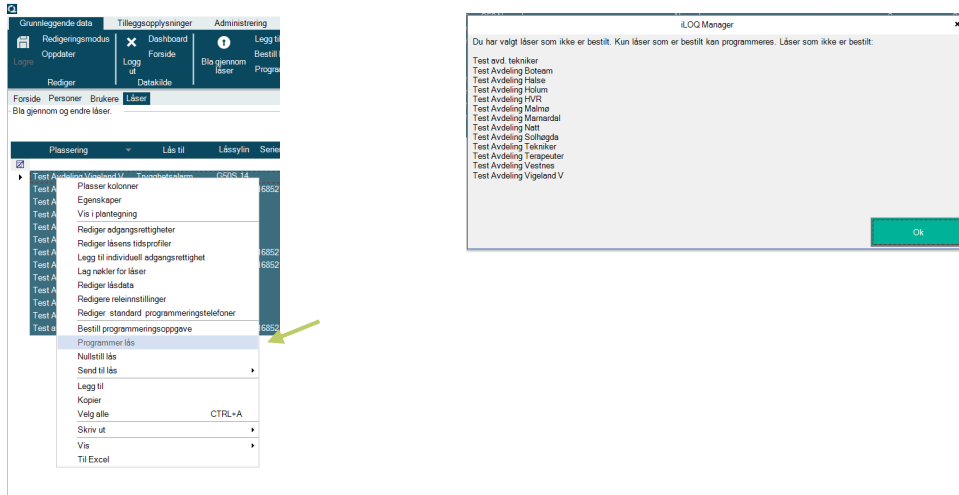 Grunnleggende data Tilleggsopplysninger Administrering
Lagre
Redigeringsmodus
Oppdater
Rediger
Logg ut
Dashboard
Forside
Datakilde
Bla gjennom låser
Legg til
Bestill
Forside Personer Brukere Låser
Bla gjennom og endre låser.
Plassering Lås til Låssylin
Test Avdeling Vigeland V Trygghetsalarm G50S.14
Plasser kolonner
Egenskaper
Vis i plantegning
Rediger adgangsrettigheter
Rediger låsens tidsprofiler
Legg til individuell adgangsrettighet
Lag nøkler for låser
Rediger låsdata
Redigere releinnstillinger
Rediger standard programmeringstelefoner
Bestill programmeringsoppgave
Programmer lås
Nullstill lås
Send til lås
Legg til
Kopier
Velg alle CTRL+A
Skriv ut
Vis
Til Excel
iLOQ Manager
Du har valgt låser som ikke er bestilt. Kun låser som er bestilt kan programmeres. Låser som ikke er bestilt:
Test avd. tekniker
Test Avdeling Boteam
Test Avdeling Halse
Test Avdeling Holum
Test Avdeling HVR
Test Avdeling Malmø
Test Avdeling Marnardal
Test Avdeling Natt
Test Avdeling Solhøgda
Test Avdeling Tekniker
Test Avdeling Terapeuter
Test Avdeling Vestnes
Test Avdeling Vigeland V
Ok